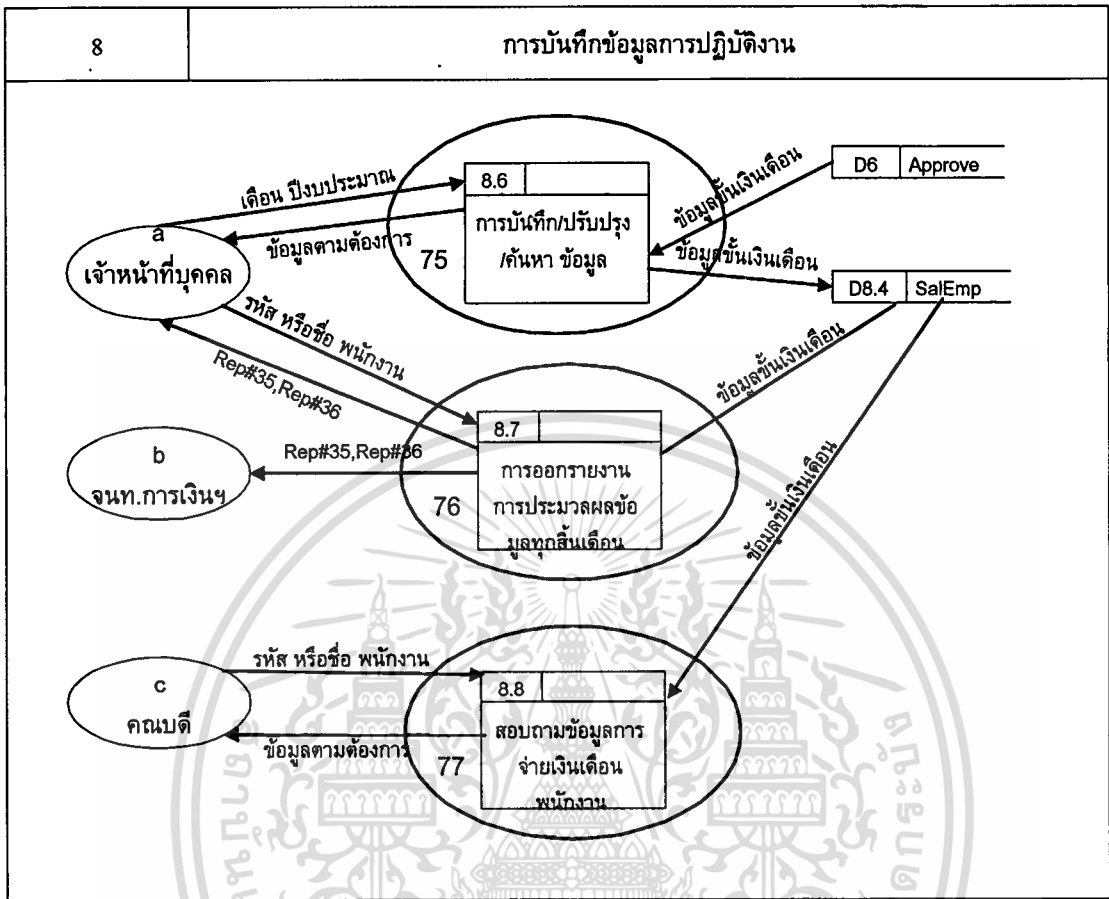 8
การบันทึกข้อมูลการปฏิบัติงาน
เดือน ปีงบประมาณ
8.6
การบันทึก/ปรับปรุง
/ค้นหา ข้อมูล
75
ข้อมูลขั้นเงินเดือน
D6 Approve
a
เจ้าหน้าที่บุคคล
ข้อมูลตามต้องการ
ข้อมูลขั้นเงินเดือน
D8.4 SalEmp
รหัส หรือชื่อ พนักงาน
Rep#35,Rep#36
ข้อมูลขั้นเงินเดือน
8.7
การออกรายงาน
การประมวลผลข้อ
มูลทุกสิ้นเดือน
76
b
จนท.การเงินฯ
Rep#35,Rep#36
ข้อมูลขั้นเงินเดือน
รหัส หรือชื่อ พนักงาน
8.8
สอบถามข้อมูลการ
จ่ายเงินเดือน
พนักงาน
77
c
คณบดี
ข้อมูลตามต้องการ